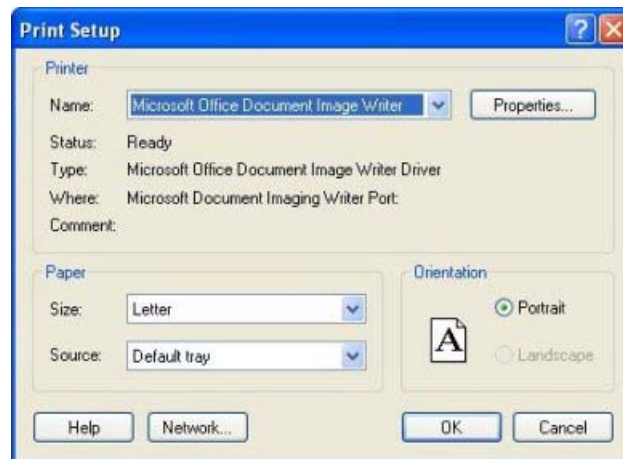 Print Setup
Printer
Name: Microsoft Office Document Image Writer Properties...
Status: Ready
Type: Microsoft Office Document Image Writer Driver
Where: Microsoft Document Imaging Writer Port:
Comment:
Paper
Size: Letter
Source: Default tray
Orientation
A
Portrait
Landscape
Help Network... OK Cancel